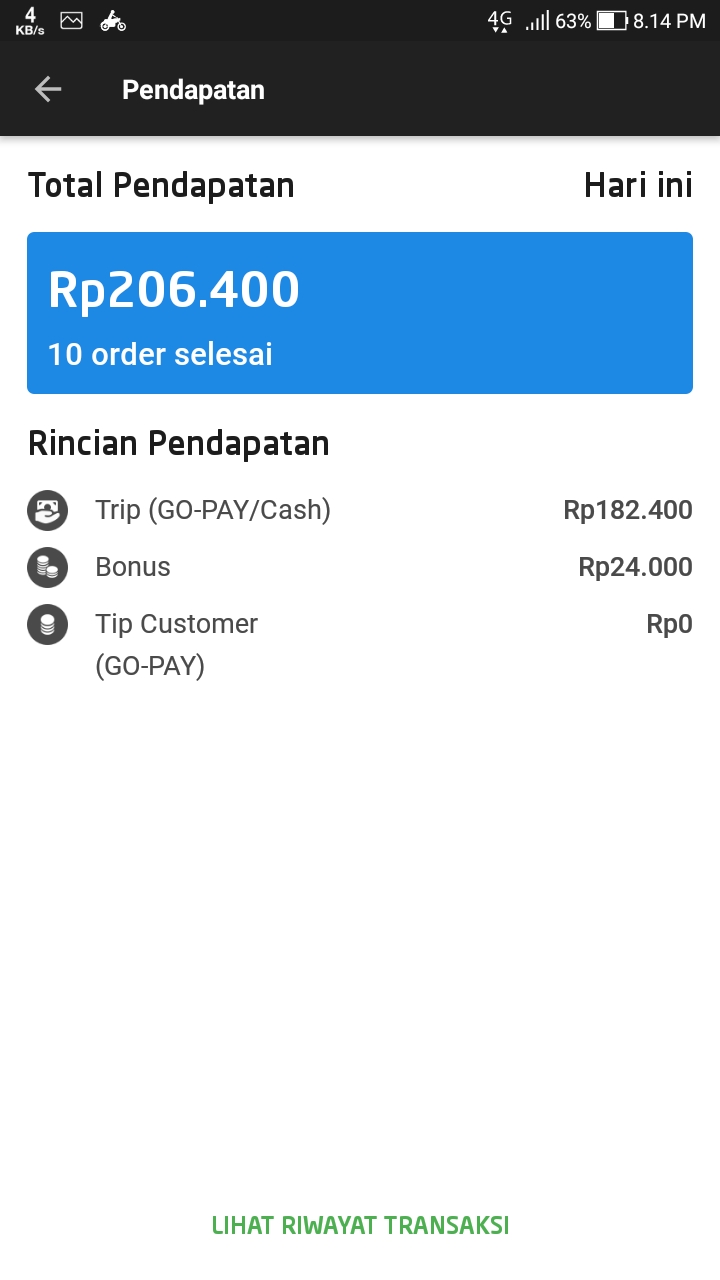 4 KB/s 4G 63% 8.14 PM
Pendapatan
Total Pendapatan Hari ini
Rp206.400
10 order selesai
Rincian Pendapatan
Trip (GO-PAY/Cash) Rp182.400
Bonus Rp24.000
Tip Customer Rp0
(GO-PAY)
LIHAT RIWAYAT TRANSAKSI